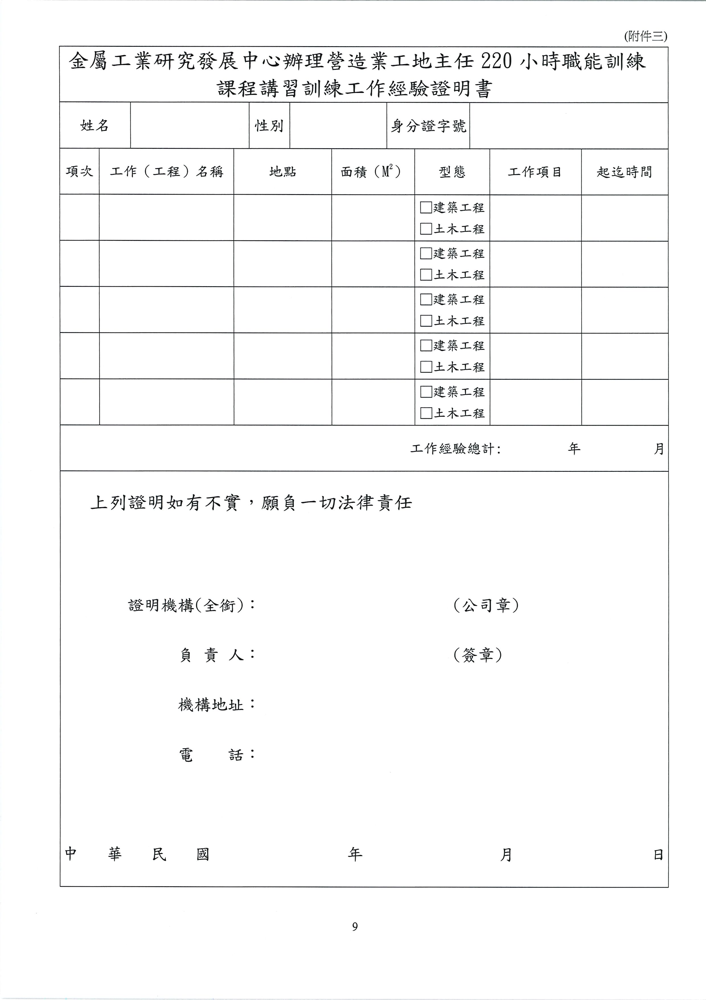 (附件三)
金屬工業研究發展中心辦理營造業工地主任 220 小時職能訓練
課程講習訓練工作經驗證明書
姓名 性別 身分證字號
項次 工作（工程）名稱 地點 面積（M²） 型態 工作項目 起迄時間
□建築工程
□土木工程
□建築工程
□土木工程
□建築工程
□土木工程
□建築工程
□土木工程
□建築工程
□土木工程
工作經驗總計： 年 月
上列證明如有不實，願負一切法律責任
證明機構(全銜)： (公司章)
負 責 人： (簽章)
機構地址：
電 話：
中 華 民 國 年 月 日
9